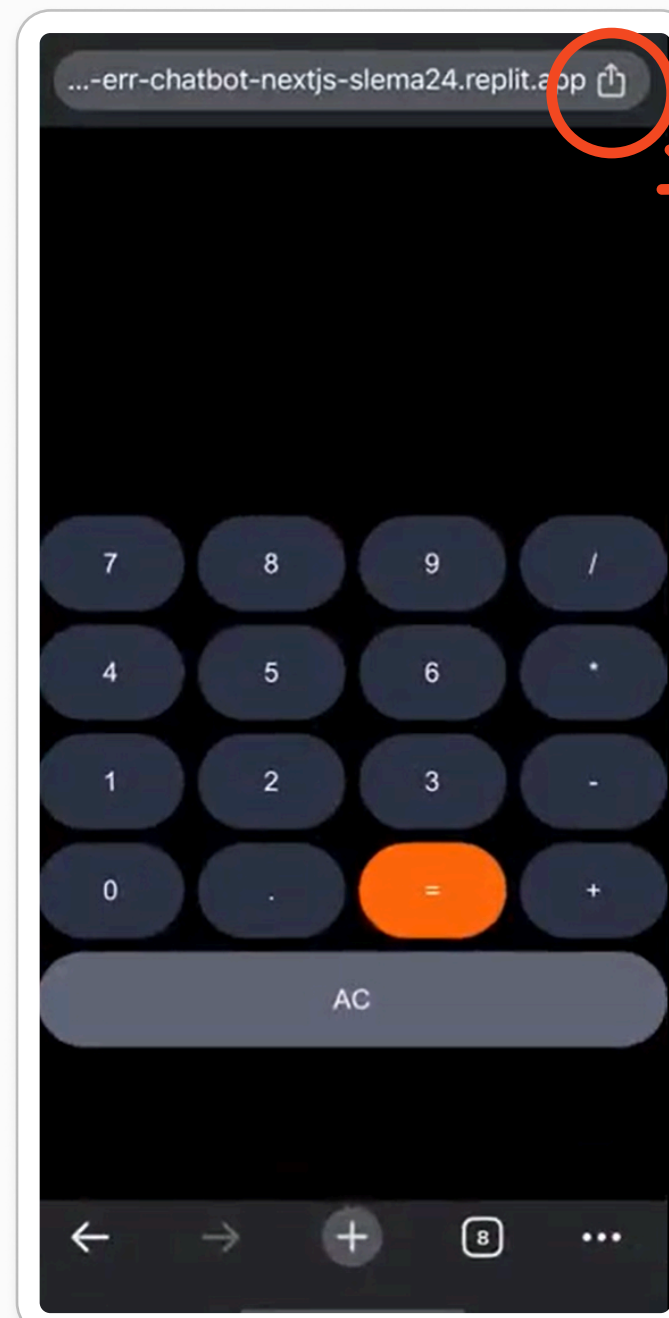 ...-err-chatbot-nextjs-slema24.replit.app
7 8 9 /
4 5 6 *
1 2 3 -
0 . = +
AC
8